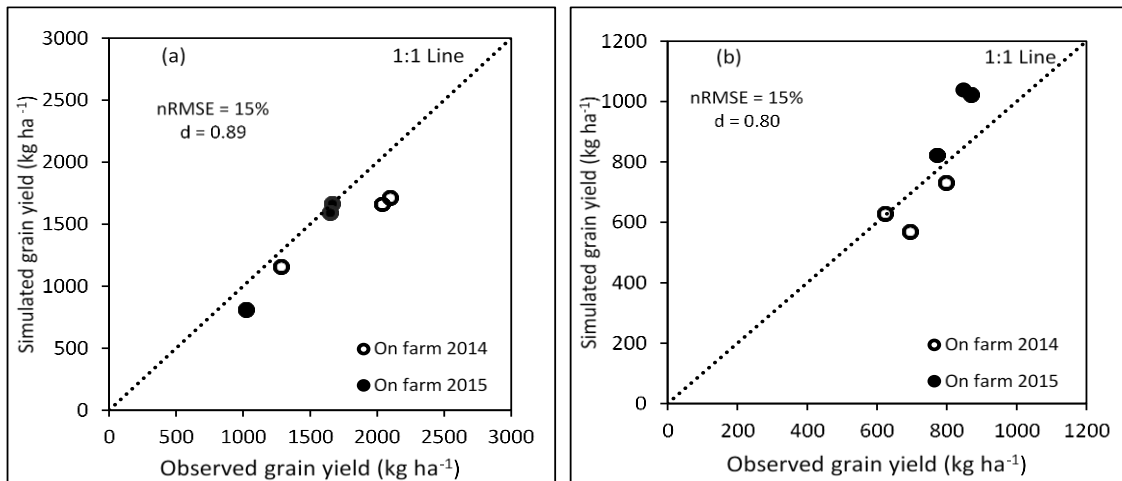 (a)
1:1 Line
nRMSE = 15%
d = 0.89
Simulated grain yield (kg ha⁻¹)
3000
2500
2000
1500
1000
500
0
On farm 2014
On farm 2015
0 500 1000 1500 2000 2500 3000
Observed grain yield (kg ha⁻¹)
(b)
1:1 Line
nRMSE = 15%
d = 0.80
Simulated grain yield (kg ha⁻¹)
1200
1000
800
600
400
200
0
On farm 2014
On farm 2015
0 200 400 600 800 1000 1200
Observed grain yield (kg ha⁻¹)